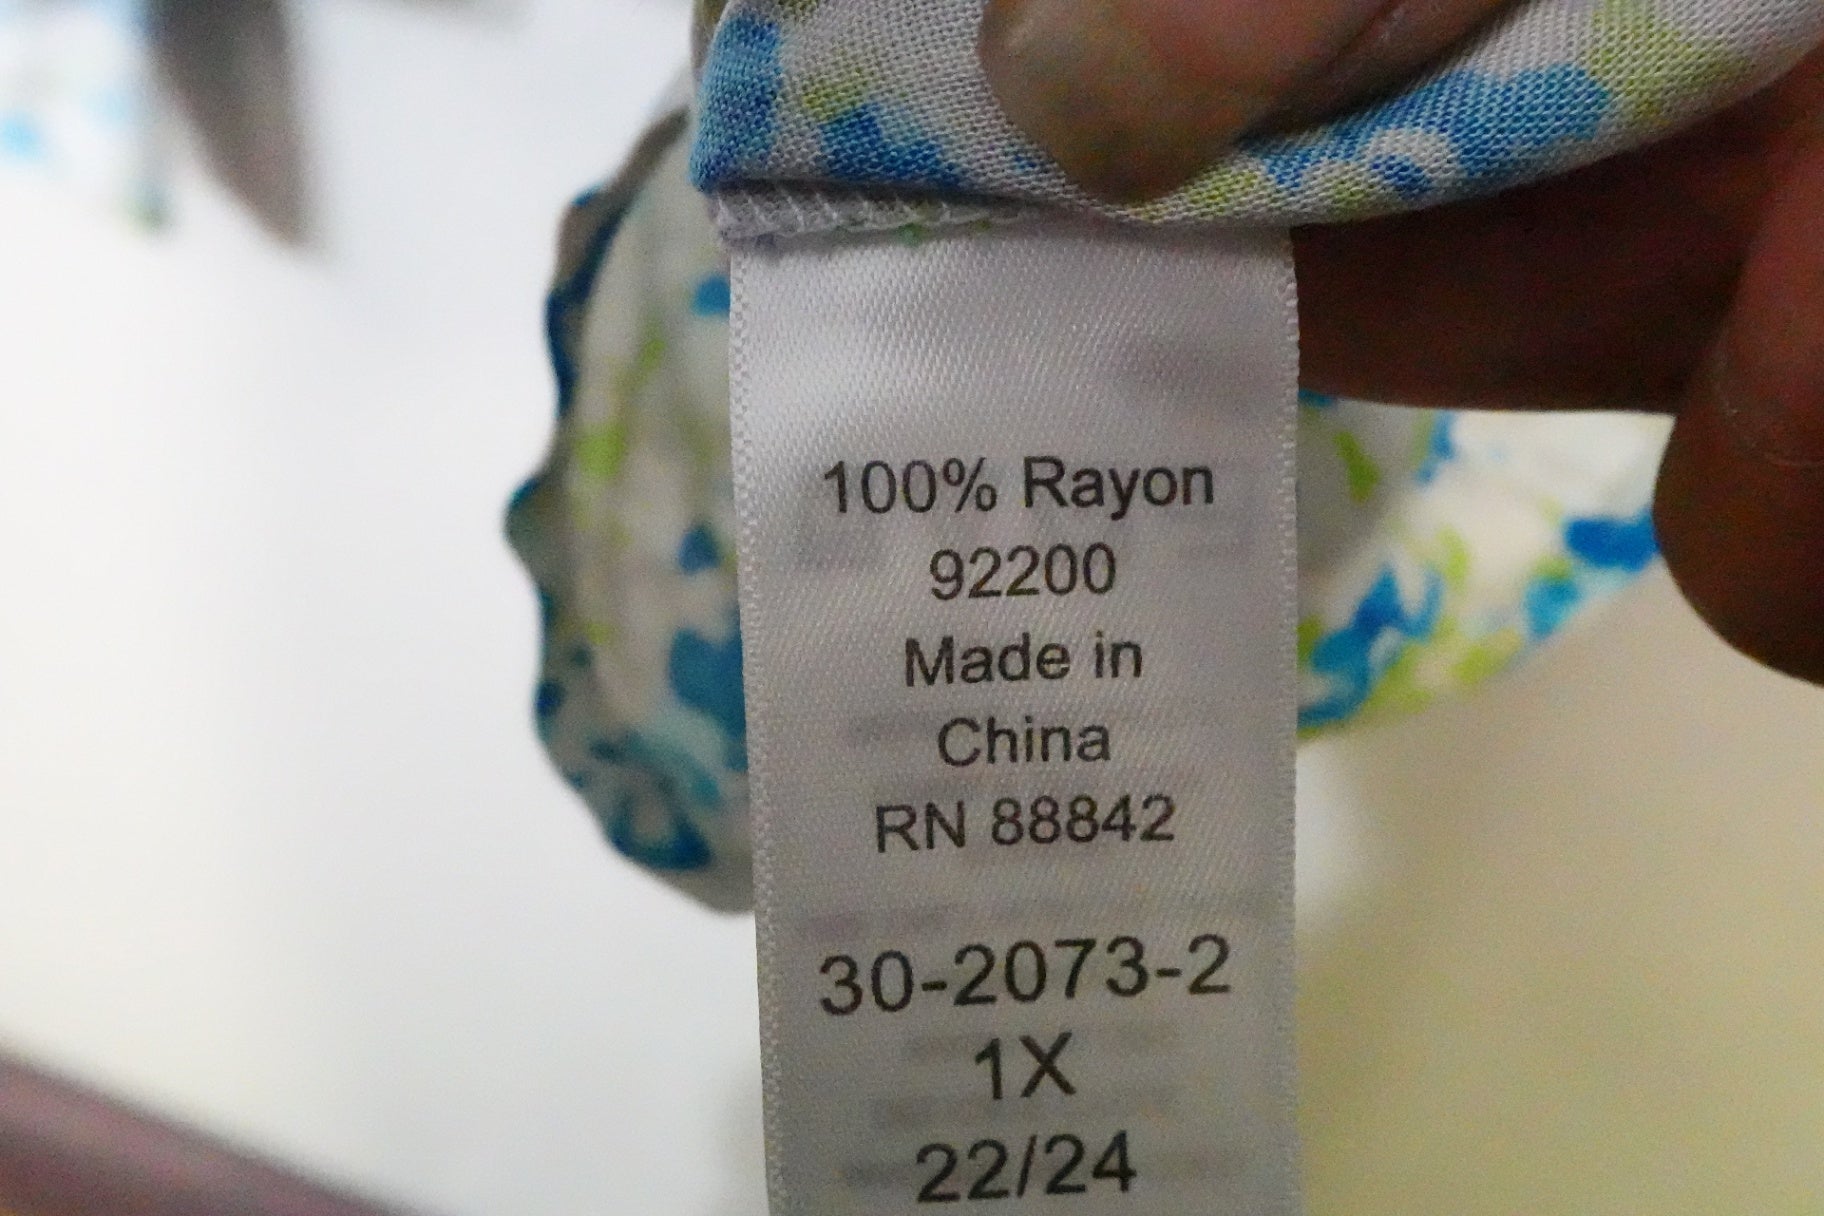 100% Rayon
92200
Made in
China
RN 88842
30-2073-2
1X
22/24